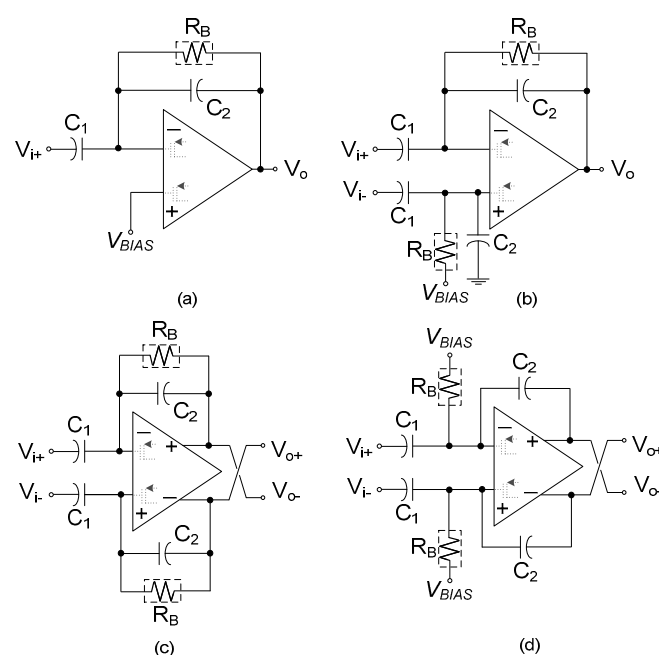 R_B
C_2
C_1
V_i+
−
+
V_o
V_BIAS
(a)
R_B
C_2
C_1
V_i+
V_i-
C_1
−
+
V_o
C_2
R_B
V_BIAS
(b)
R_B
C_2
C_1
V_i+
V_i-
C_1
−
+
+
−
V_o+
V_o-
C_2
R_B
(c)
V_BIAS
R_B
C_2
C_1
V_i+
V_i-
C_1
−
+
+
−
V_o+
V_o-
C_2
R_B
V_BIAS
(d)